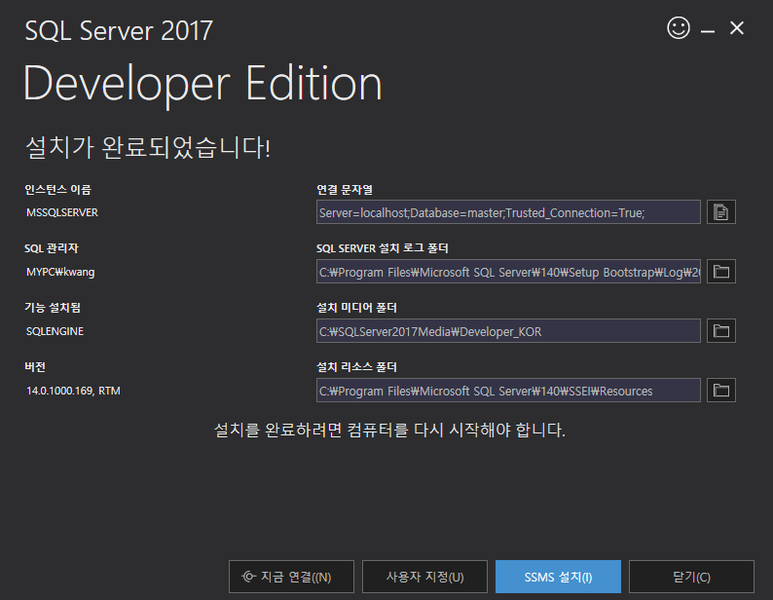 SQL Server 2017
Developer Edition
설치가 완료되었습니다!
인스턴스 이름
MSSQLSERVER
연결 문자열
Server=localhost;Database=master;Trusted_Connection=True;
SQL 관리자
MYPC₩kwang
SQL SERVER 설치 로그 폴더
C:₩Program Files₩Microsoft SQL Server₩140₩Setup Bootstrap₩Log₩20
기능 설치됨
SQLENGINE
설치 미디어 폴더
C:₩SQLServer2017Media₩Developer_KOR
버전
14.0.1000.169, RTM
설치 리소스 폴더
C:₩Program Files₩Microsoft SQL Server₩140₩SSEI₩Resources
설치를 완료하려면 컴퓨터를 다시 시작해야 합니다.
지금 연결((N)
사용자 지정(U)
SSMS 설치(I)
닫기(C)